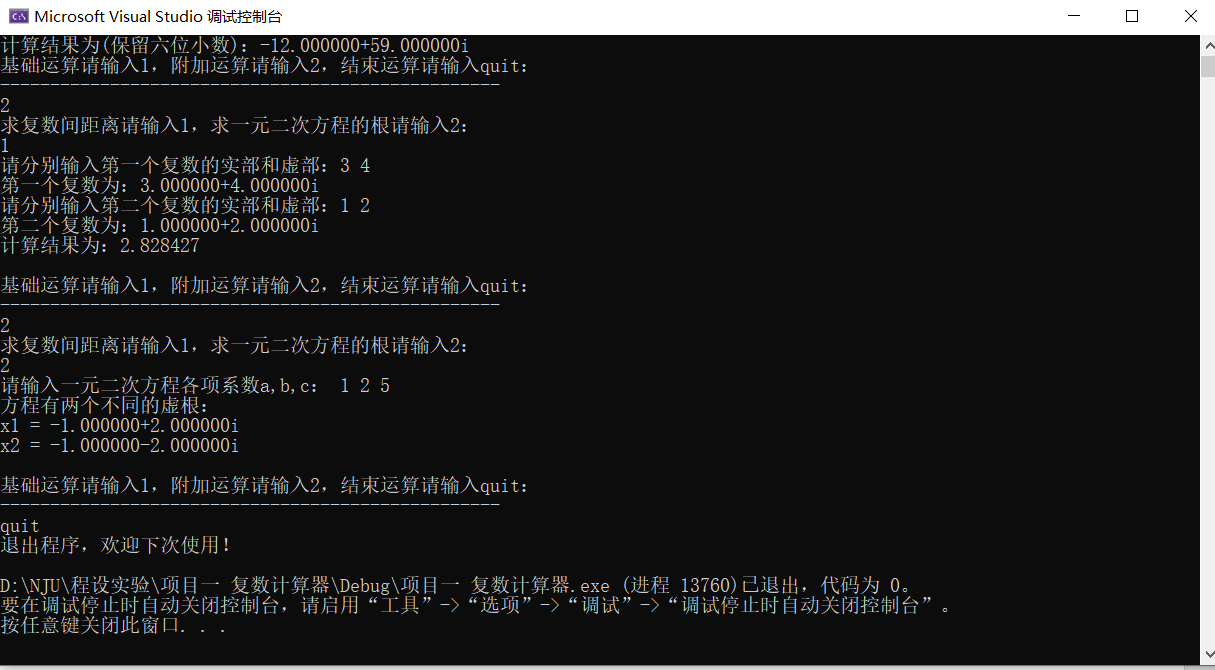 Microsoft Visual Studio 调试控制台
计算结果为(保留六位小数): -12.000000+59.000000i
基础运算请输入1，附加运算请输入2，结束运算请输入quit:
--------------------------------------------------
2
求复数间距离请输入1，求一元二次方程的根请输入2:
1
请分别输入第一个复数的实部和虚部: 3 4
第一个复数为: 3.000000+4.000000i
请分别输入第二个复数的实部和虚部: 1 2
第二个复数为: 1.000000+2.000000i
计算结果为: 2.828427
基础运算请输入1，附加运算请输入2，结束运算请输入quit:
--------------------------------------------------
2
求复数间距离请输入1，求一元二次方程的根请输入2:
2
请输入一元二次方程各项系数a,b,c:  1 2 5
方程有两个不同的虚根:
x1 = -1.000000+2.000000i
x2 = -1.000000-2.000000i
基础运算请输入1，附加运算请输入2，结束运算请输入quit:
--------------------------------------------------
quit
退出程序，欢迎下次使用!
D:\NJU\程设实验\项目一 复数计算器\Debug\项目一 复数计算器.exe (进程 13760)已退出，代码为 0。
要在调试停止时自动关闭控制台，请启用“工具”->“选项”->“调试”->“调试停止时自动关闭控制台”。
按任意键关闭此窗口. . .